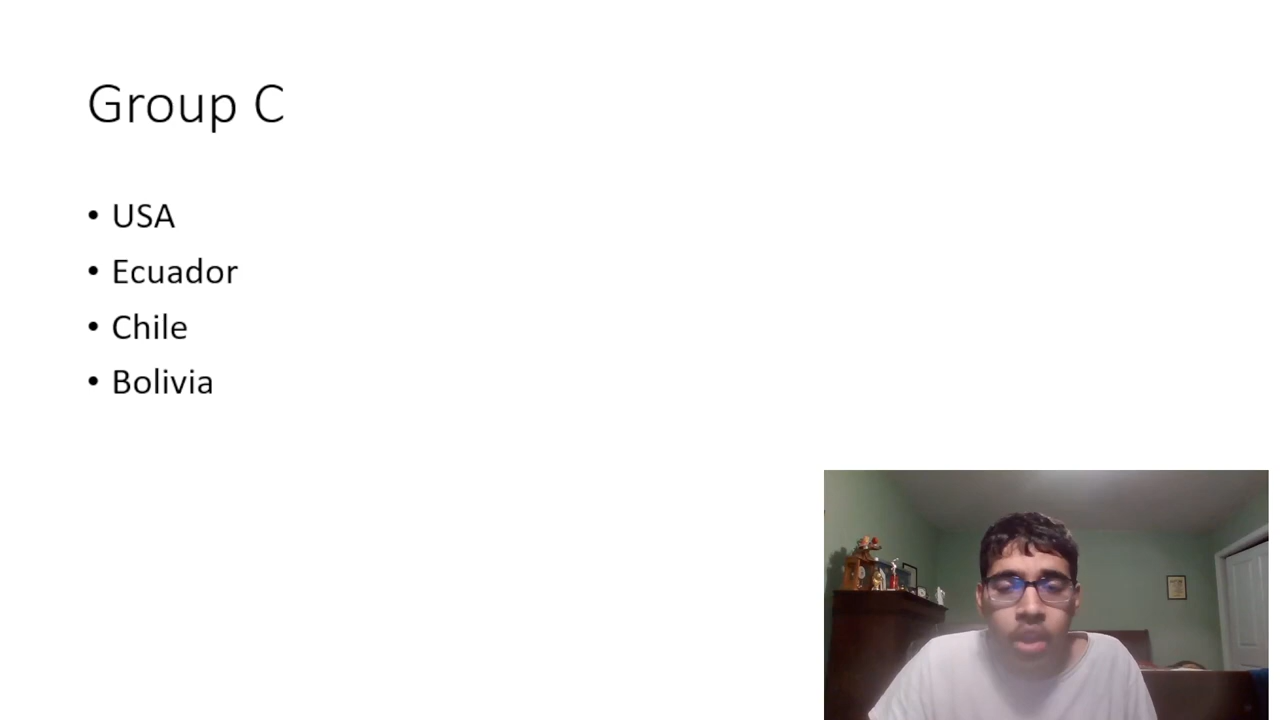 Group C
• USA
• Ecuador
• Chile
• Bolivia